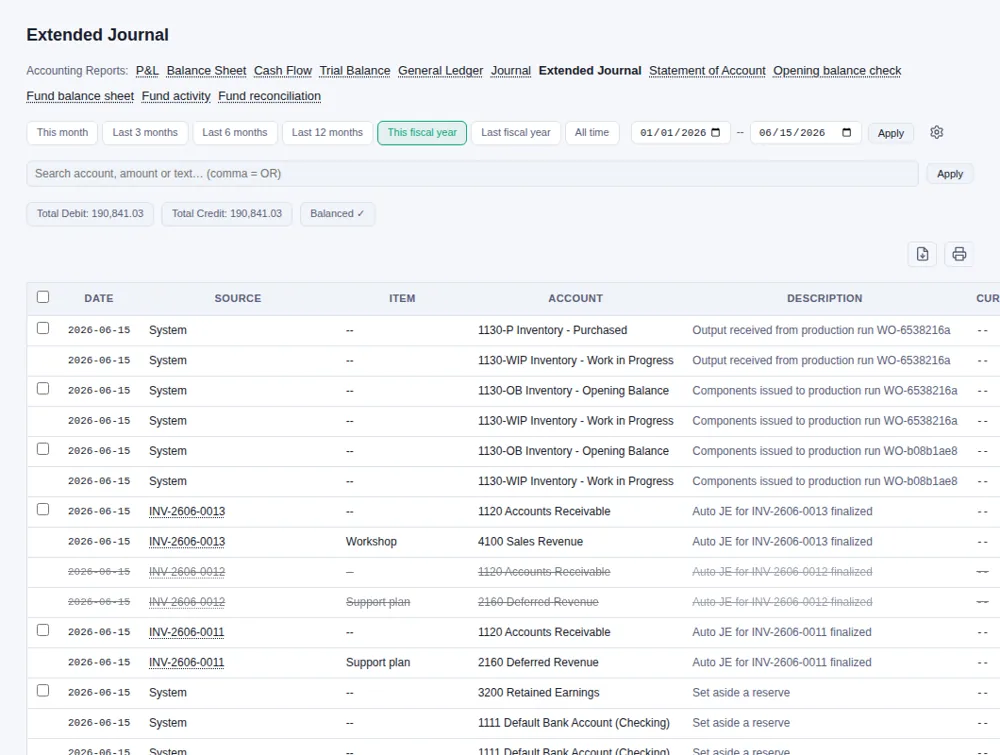 Extended Journal
Accounting Reports: P&L Balance Sheet Cash Flow Trial Balance General Ledger Journal Extended Journal Statement of Account Opening balance check
Fund balance sheet Fund activity Fund reconciliation
This month Last 3 months Last 6 months Last 12 months This fiscal year Last fiscal year All time 01/01/2026 -- 06/15/2026 Apply
Search account, amount or text… (comma = OR) Apply
Total Debit: 190,841.03 Total Credit: 190,841.03 Balanced ✓
DATE SOURCE ITEM ACCOUNT DESCRIPTION CUR
2026-06-15 System -- 1130-P Inventory - Purchased Output received from production run WO-6538216a --
2026-06-15 System -- 1130-WIP Inventory - Work in Progress Output received from production run WO-6538216a --
2026-06-15 System -- 1130-OB Inventory - Opening Balance Components issued to production run WO-6538216a --
2026-06-15 System -- 1130-WIP Inventory - Work in Progress Components issued to production run WO-6538216a --
2026-06-15 System -- 1130-OB Inventory - Opening Balance Components issued to production run WO-b08b1ae8 --
2026-06-15 System -- 1130-WIP Inventory - Work in Progress Components issued to production run WO-b08b1ae8 --
2026-06-15 INV-2606-0013 -- 1120 Accounts Receivable Auto JE for INV-2606-0013 finalized --
2026-06-15 INV-2606-0013 Workshop 4100 Sales Revenue Auto JE for INV-2606-0013 finalized --
2026-06-15 INV-2606-0012 -- 1120 Accounts Receivable Auto JE for INV-2606-0012 finalized --
2026-06-15 INV-2606-0012 Support plan 2160 Deferred Revenue Auto JE for INV-2606-0012 finalized --
2026-06-15 INV-2606-0011 -- 1120 Accounts Receivable Auto JE for INV-2606-0011 finalized --
2026-06-15 INV-2606-0011 Support plan 2160 Deferred Revenue Auto JE for INV-2606-0011 finalized --
2026-06-15 System -- 3200 Retained Earnings Set aside a reserve --
2026-06-15 System -- 1111 Default Bank Account (Checking) Set aside a reserve --
2026-06-15 System -- 1111 Default Bank Account (Checking) Set aside a reserve --